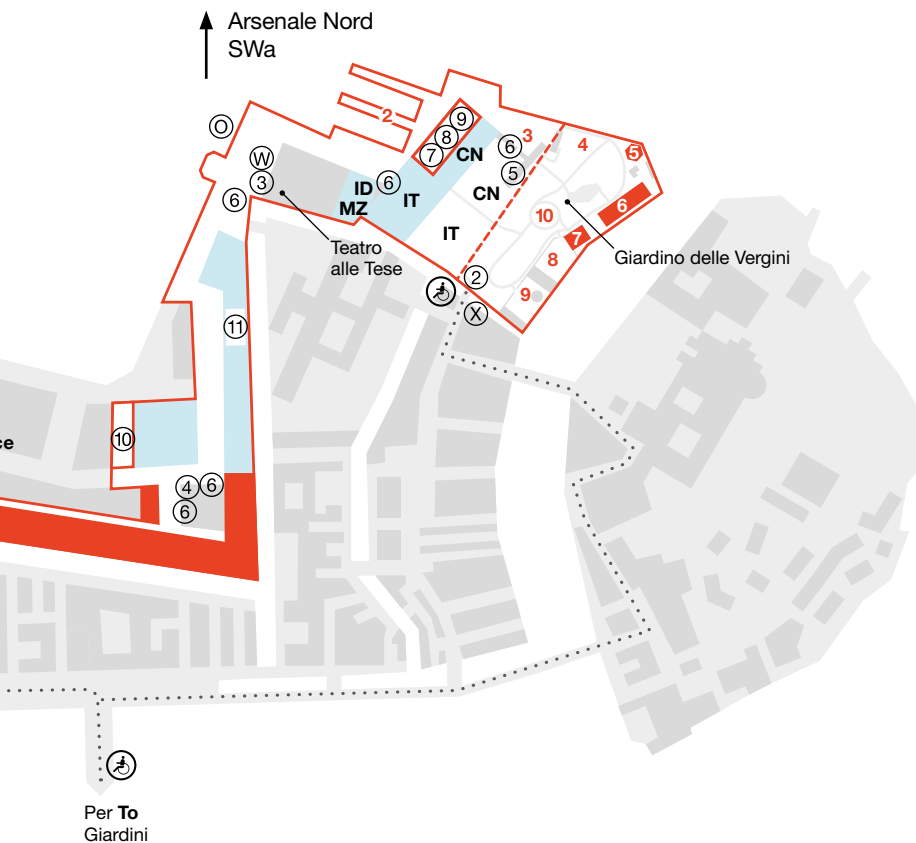 Arsenale Nord
SWa
2
O
9
8
7
CN
6
3
4
5
W
3
6
ID
MZ
6
IT
CN
5
5
6
10
7
IT
8
9
Teatro
alle Tese
Giardino delle Vergini
2
X
11
10
ce
4
6
6
Per To
Giardini